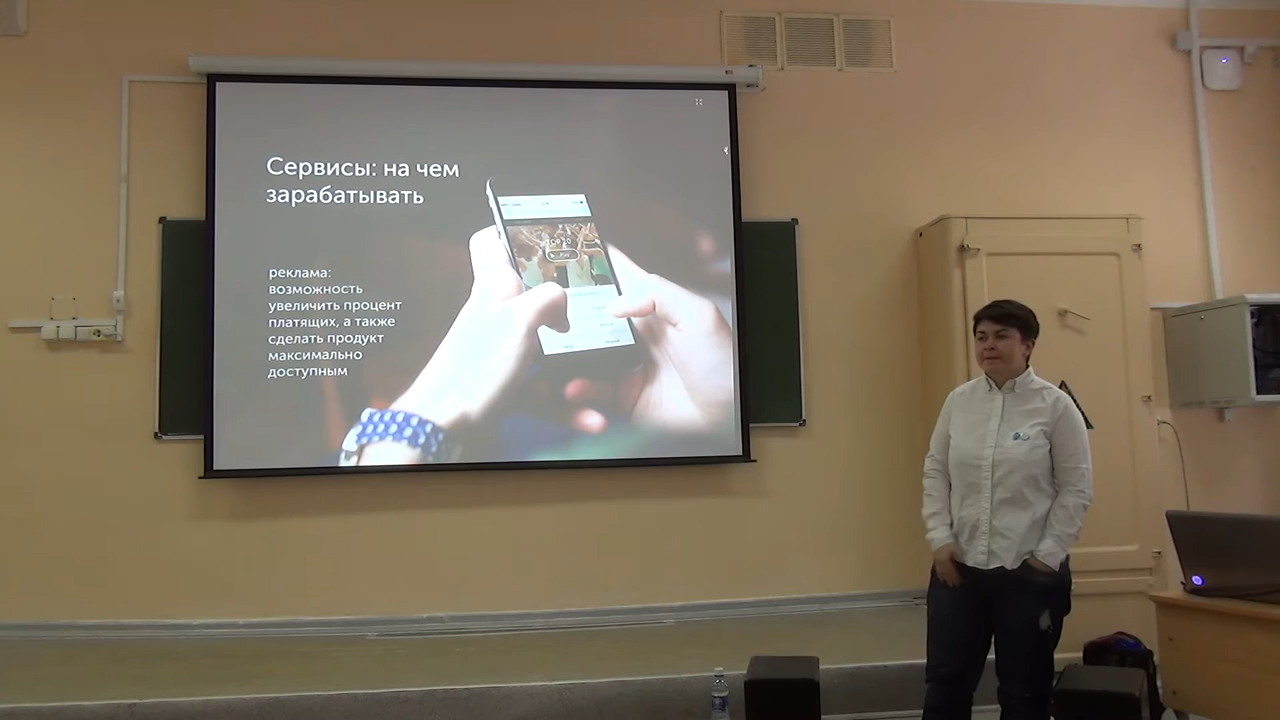 Сервисы: на чем
зарабатывать
реклама:
возможность
увеличить процент
платящих, а также
сделать продукт
максимально
доступным